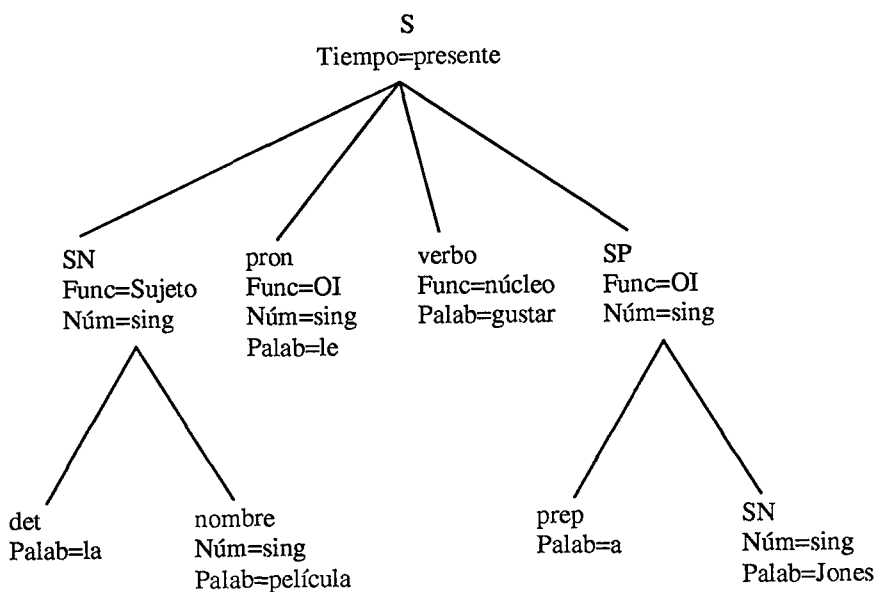 S
Tiempo=presente
SN
Func=Sujeto
Núm=sing
pron
Func=OI
Núm=sing
Palab=le
verbo
Func=núcleo
Palab=gustar
SP
Func=OI
Núm=sing
det
Palab=la
nombre
Núm=sing
Palab=película
prep
Palab=a
SN
Núm=sing
Palab=Jones